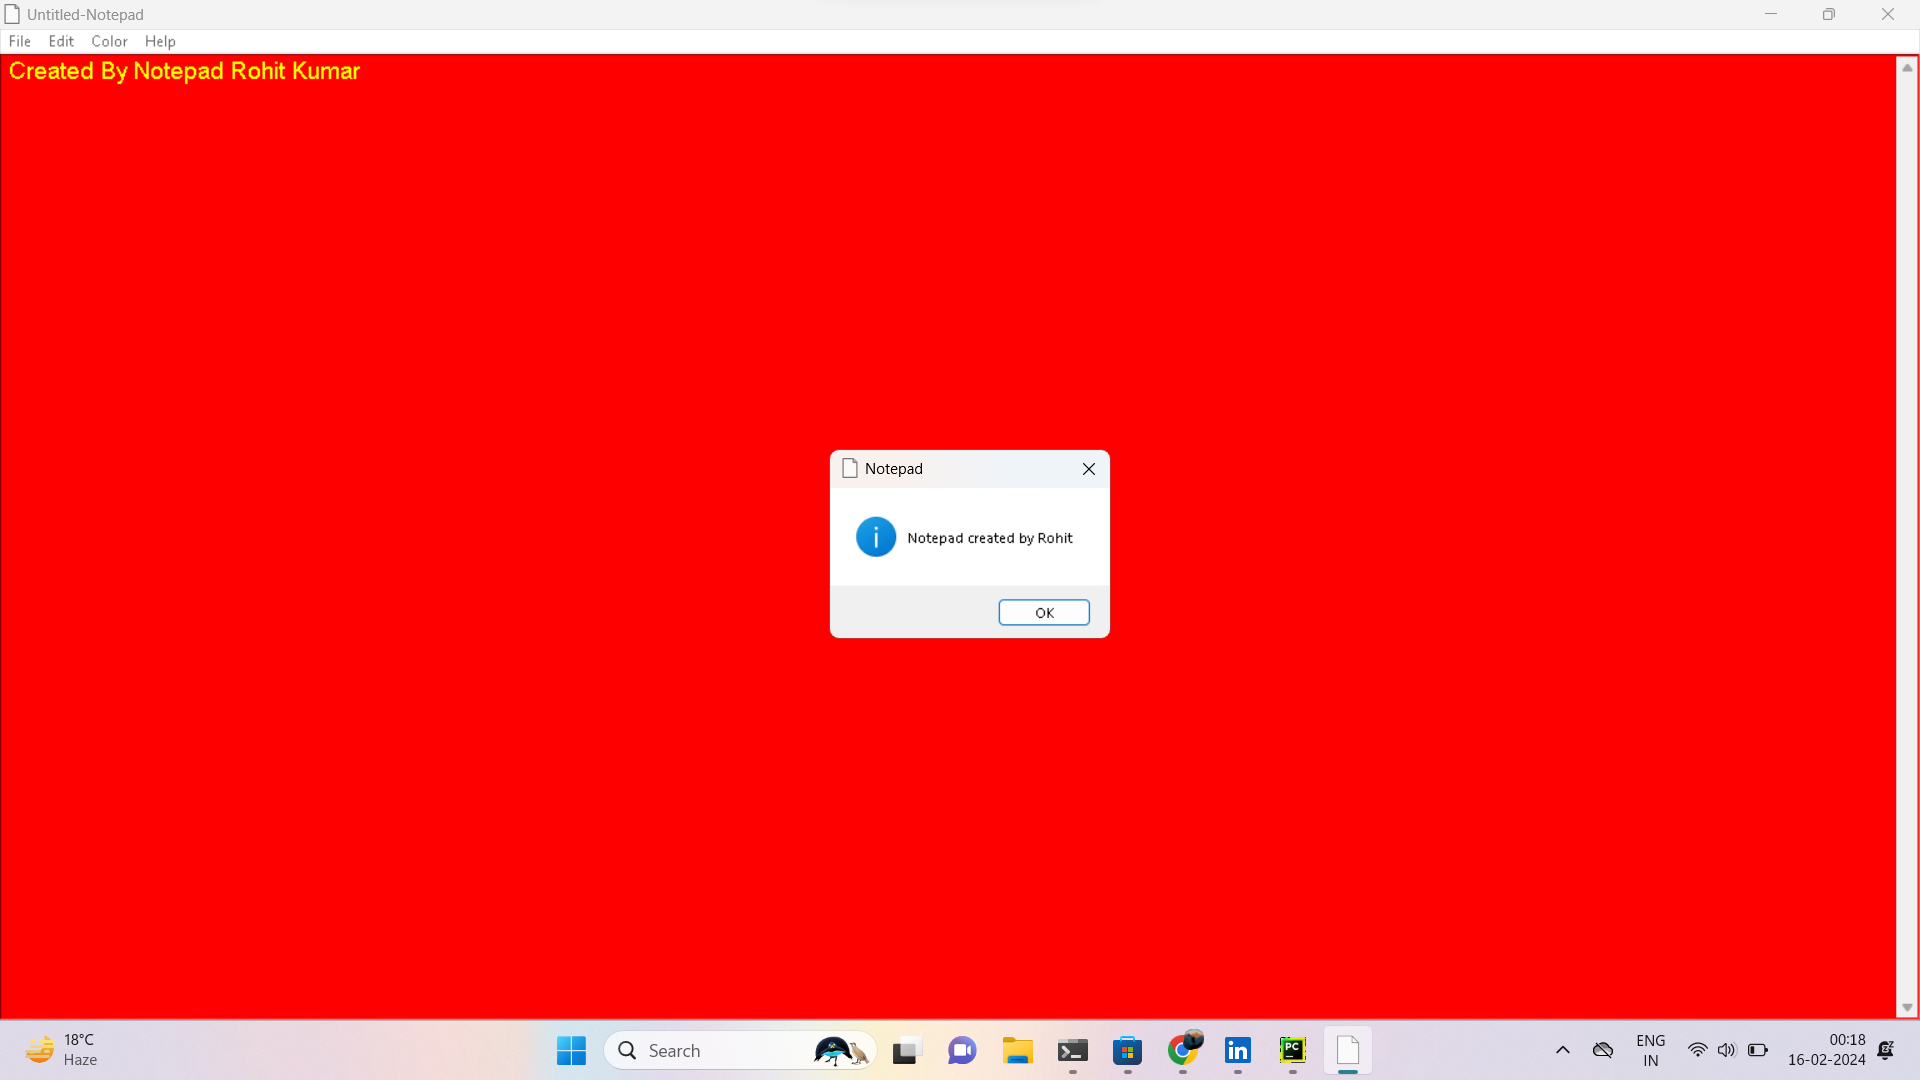 Untitled-Notepad
File Edit Color Help
Created By Notepad Rohit Kumar
Notepad
Notepad created by Rohit
OK
18°C
Haze
Search
PC
ENG
IN
00:18
16-02-2024